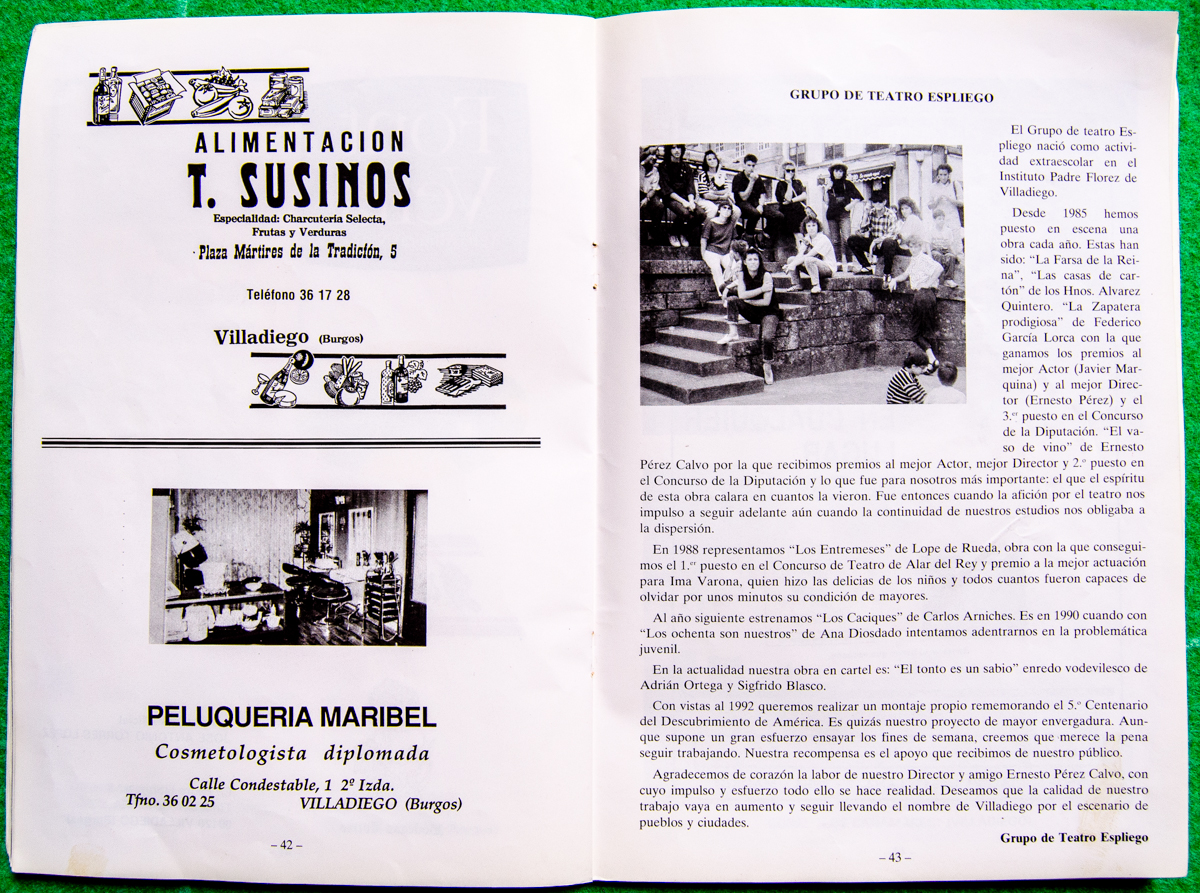 ALIMENTACION
T. SUSINOS
Especialidad: Charcutería Selecta,
Frutas y Verduras
Plaza Mártires de la Tradición, 5
Teléfono 36 17 28
Villadiego (Burgos)
PELUQUERIA MARIBEL
Cosmetologista diplomada
Calle Condestable, 1 2º Izda.
Tfno. 36 02 25 VILLADIEGO (Burgos)
– 42 –
GRUPO DE TEATRO ESPLIEGO
El Grupo de teatro Es-
pliego nació como activi-
dad extraescolar en el
Instituto Padre Florez de
Villadiego.
Desde 1985 hemos
puesto en escena una
obra cada año. Estas han
sido: “La Farsa de la Rei-
na”, “Las casas de car-
tón” de los Hnos. Alvarez
Quintero. “La Zapatera
prodigiosa” de Federico
García Lorca con la que
ganamos los premios al
mejor Actor (Javier Mar-
quina) y al mejor Direc-
tor (Ernesto Pérez) y el
3.er puesto en el Concurso
de la Diputación. “El va-
so de vino” de Ernesto
Pérez Calvo por la que recibimos premios al mejor Actor, mejor Director y 2.º puesto en
el Concurso de la Diputación y lo que fue para nosotros más importante: el que el espíritu
de esta obra calara en cuantos la vieron. Fue entonces cuando la afición por el teatro nos
impulso a seguir adelante aún cuando la continuidad de nuestros estudios nos obligaba a
la dispersión.
En 1988 representamos “Los Entremeses” de Lope de Rueda, obra con la que consegui-
mos el 1.er puesto en el Concurso de Teatro de Alar del Rey y premio a la mejor actuación
para Ima Varona, quien hizo las delicias de los niños y todos cuantos fueron capaces de
olvidar por unos minutos su condición de mayores.
Al año siguiente estrenamos “Los Caciques” de Carlos Arniches. Es en 1990 cuando con
“Los ochenta son nuestros” de Ana Diosdado intentamos adentrarnos en la problemática
juvenil.
En la actualidad nuestra obra en cartel es: “El tonto es un sabio” enredo vodevilesco de
Adrián Ortega y Sigfrido Blasco.
Con vistas al 1992 queremos realizar un montaje propio rememorando el 5.º Centenario
del Descubrimiento de América. Es quizás nuestro proyecto de mayor envergadura. Aun-
que supone un gran esfuerzo ensayar los fines de semana, creemos que merece la pena
seguir trabajando. Nuestra recompensa es el apoyo que recibimos de nuestro público.
Agradecemos de corazón la labor de nuestro Director y amigo Ernesto Pérez Calvo, con
cuyo impulso y esfuerzo todo ello se hace realidad. Deseamos que la calidad de nuestro
trabajo vaya en aumento y seguir llevando el nombre de Villadiego por el escenario de
pueblos y ciudades.
Grupo de Teatro Espliego
– 43 –